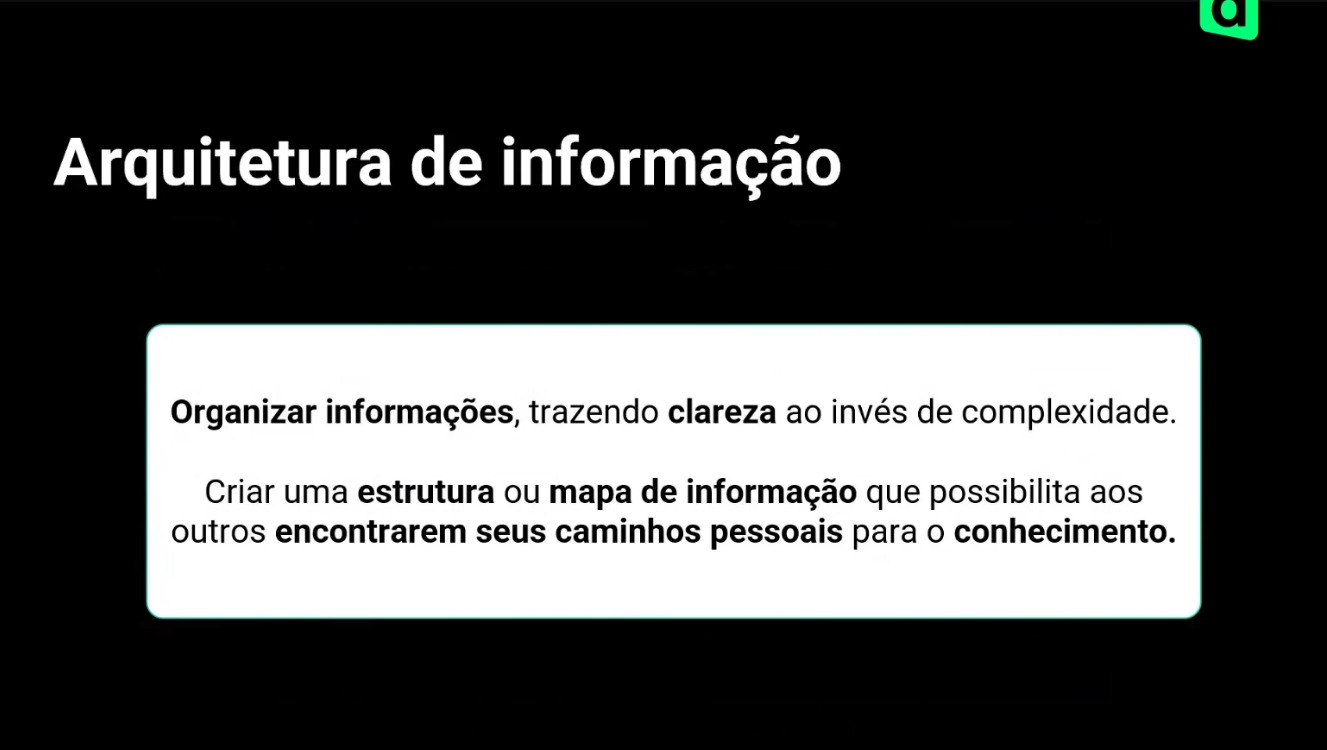 Arquitetura de informação
Organizar informações, trazendo clareza ao invés de complexidade.
Criar uma estrutura ou mapa de informação que possibilita aos
outros encontrarem seus caminhos pessoais para o conhecimento.